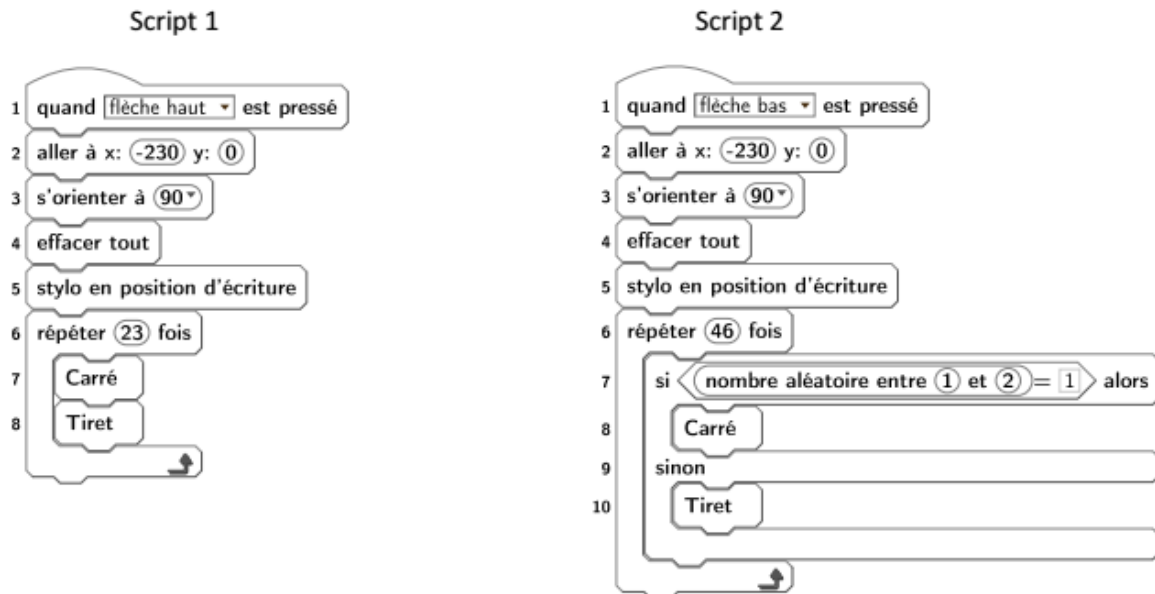 Script 1
1 quand flèche haut est pressé
2 aller à x: -230 y: 0
3 s'orienter à 90
4 effacer tout
5 stylo en position d'écriture
6 répéter 23 fois
7 Carré
8 Tiret
Script 2
1 quand flèche bas est pressé
2 aller à x: -230 y: 0
3 s'orienter à 90
4 effacer tout
5 stylo en position d'écriture
6 répéter 46 fois
7 si nombre aléatoire entre 1 et 2 = 1 alors
8 Carré
9 sinon
10 Tiret